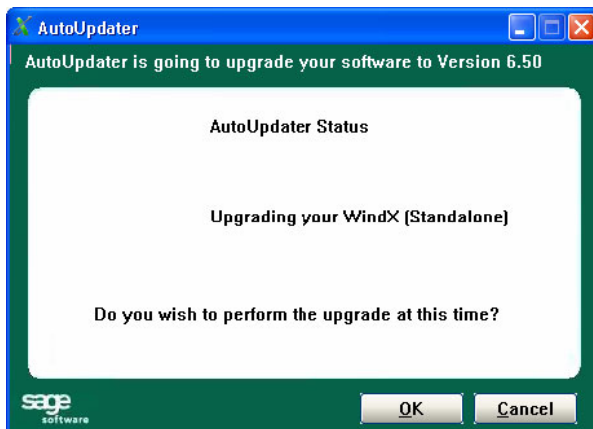 AutoUpdater
AutoUpdater is going to upgrade your software to Version 6.50
AutoUpdater Status
Upgrading your WindX (Standalone)
Do you wish to perform the upgrade at this time?
sage
software
OK
Cancel